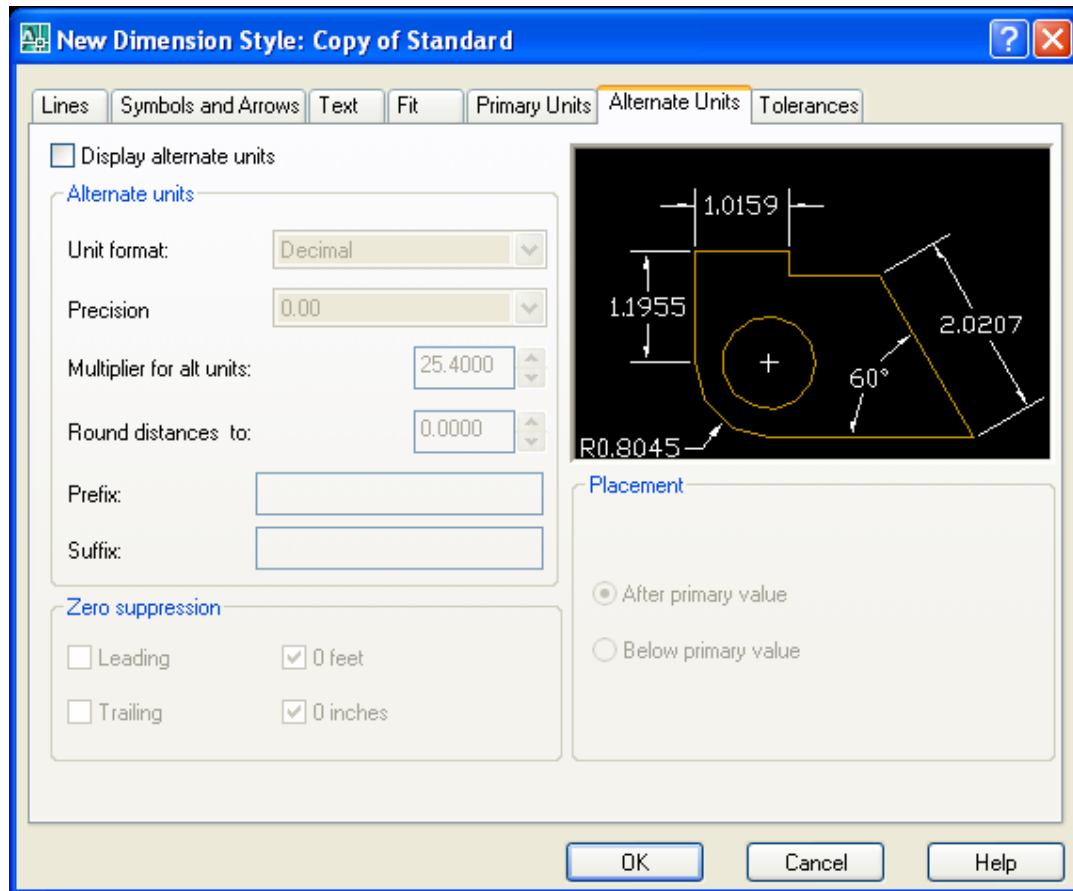 New Dimension Style: Copy of Standard
Lines Symbols and Arrows Text Fit Primary Units Alternate Units Tolerances
Display alternate units
Alternate units
Unit format: Decimal
Precision 0.00
Multiplier for alt units: 25.4000
Round distances to: 0.0000
Prefix:
Suffix:
Zero suppression
Leading 0 feet
Trailing 0 inches
1.0159
1.1955
2.0207
60°
R0.8045
Placement
After primary value
Below primary value
OK Cancel Help